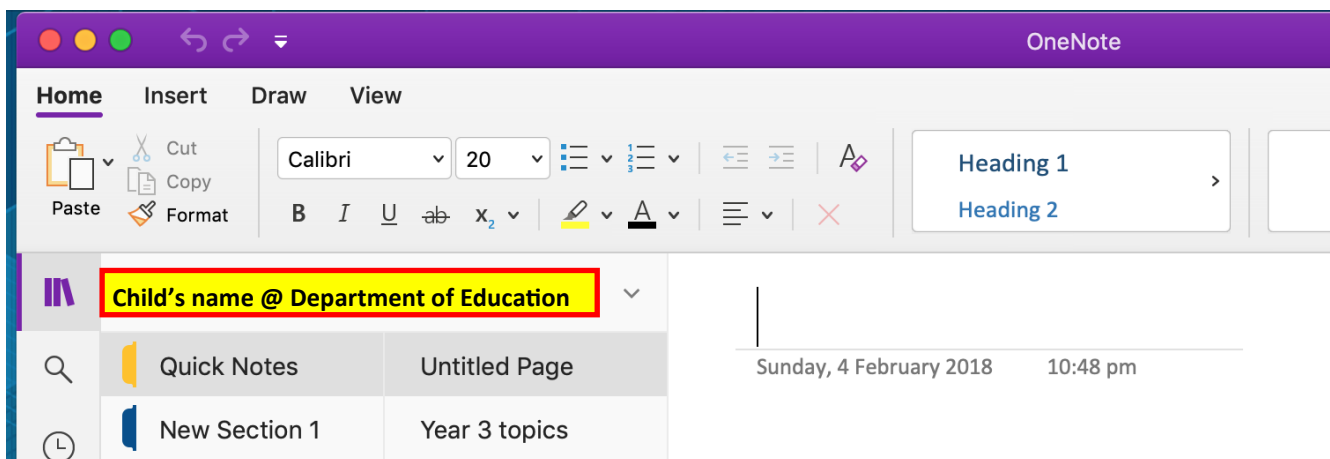 OneNote
Home Insert Draw View
Cut
Copy
Paste
Format
Calibri 20
B I U ab x2 A
Heading 1
Heading 2
Child’s name @ Department of Education
Quick Notes Untitled Page
New Section 1 Year 3 topics
Sunday, 4 February 2018 10:48 pm